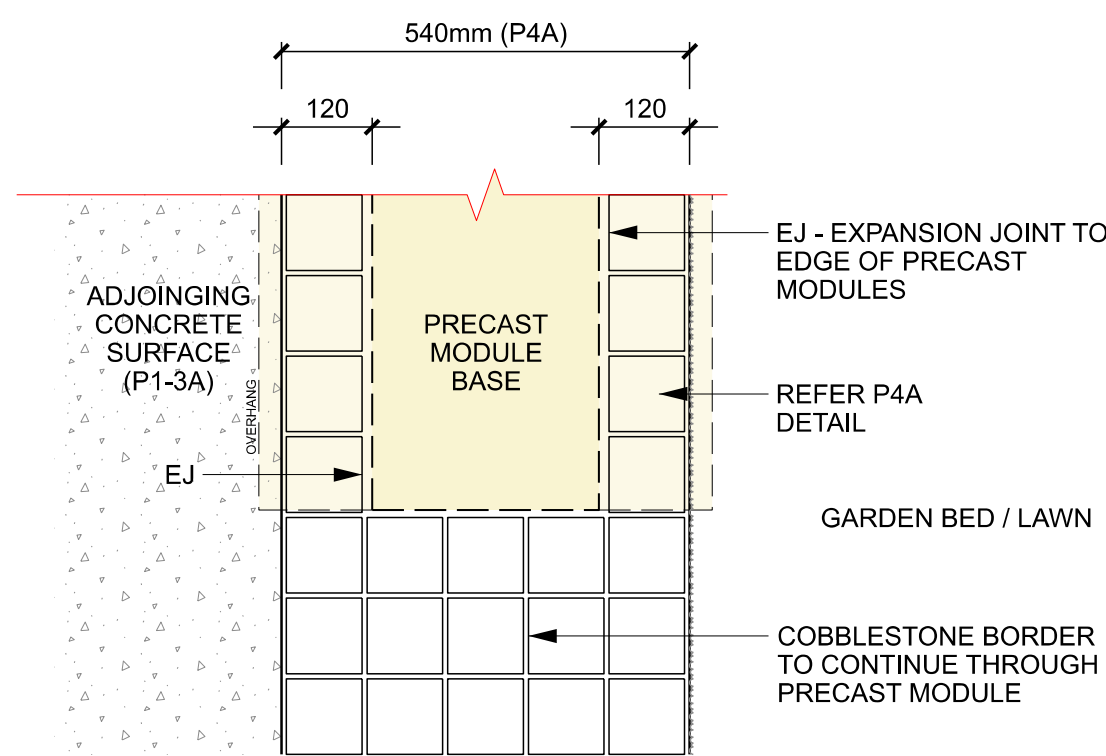 540mm (P4A)
120
120
EJ - EXPANSION JOINT TO
EDGE OF PRECAST
MODULES
ADJOINGING
CONCRETE
SURFACE
(P1-3A)
OVERHANG
PRECAST
MODULE
BASE
REFER P4A
DETAIL
EJ
GARDEN BED / LAWN
COBBLESTONE BORDER
TO CONTINUE THROUGH
PRECAST MODULE